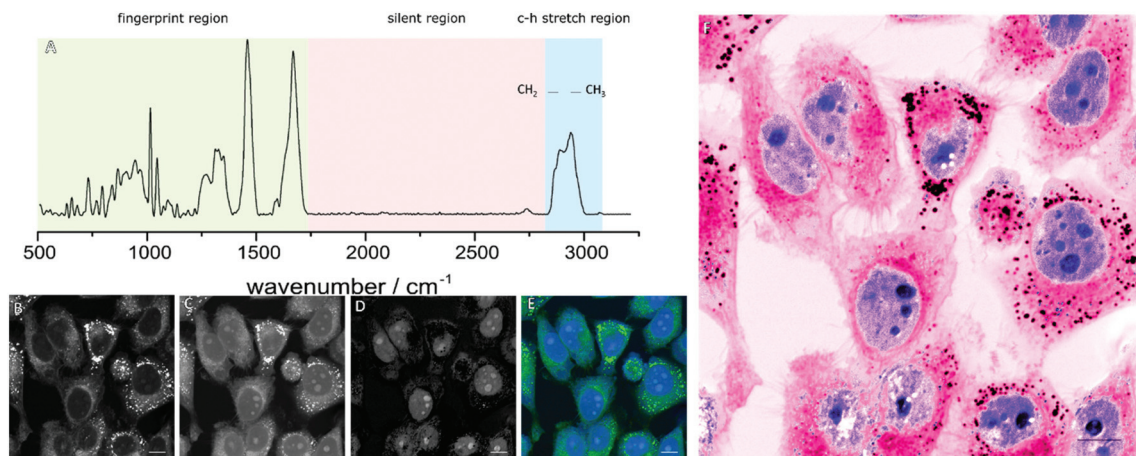 fingerprint region silent region c-h stretch region
A
CH₂ — — CH₃
500 1000 1500 2000 2500 3000
wavenumber / cm⁻¹
B C D E
F